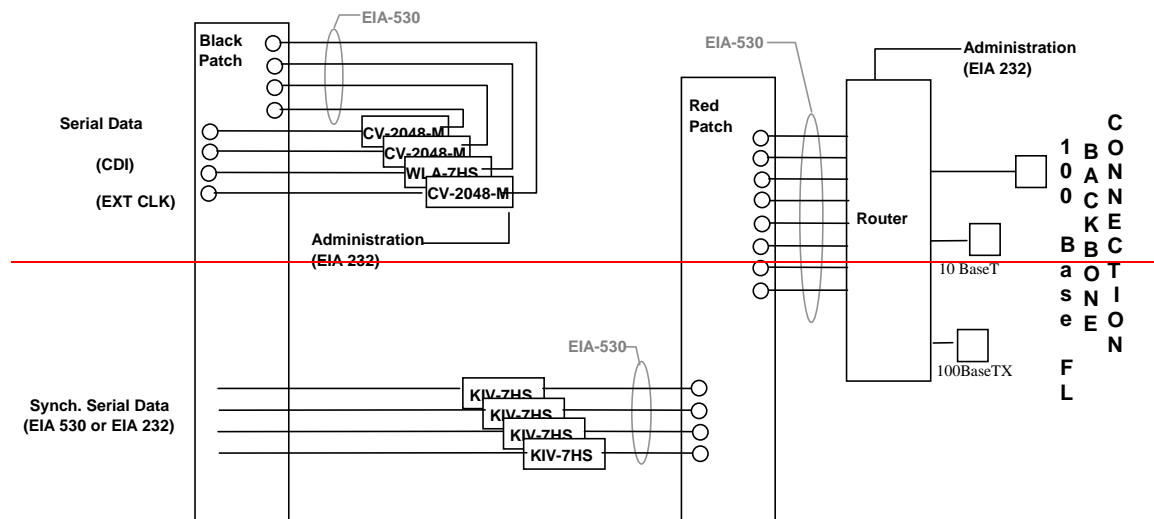 EIA-530
Black
Patch
EIA-530
Administration
(EIA 232)
Red
Patch
Serial Data
(CDI)
(EXT CLK)
CV-2048-M
CV-2048-M
WLA-7HS
CV-2048-M
Administration
(EIA 232)
Router
10 BaseT
100BaseTX
100 Base FL
BACKBONE
CONNECTION
EIA-530
Synch. Serial Data
(EIA 530 or EIA 232)
KIV-7HS
KIV-7HS
KIV-7HS
KIV-7HS